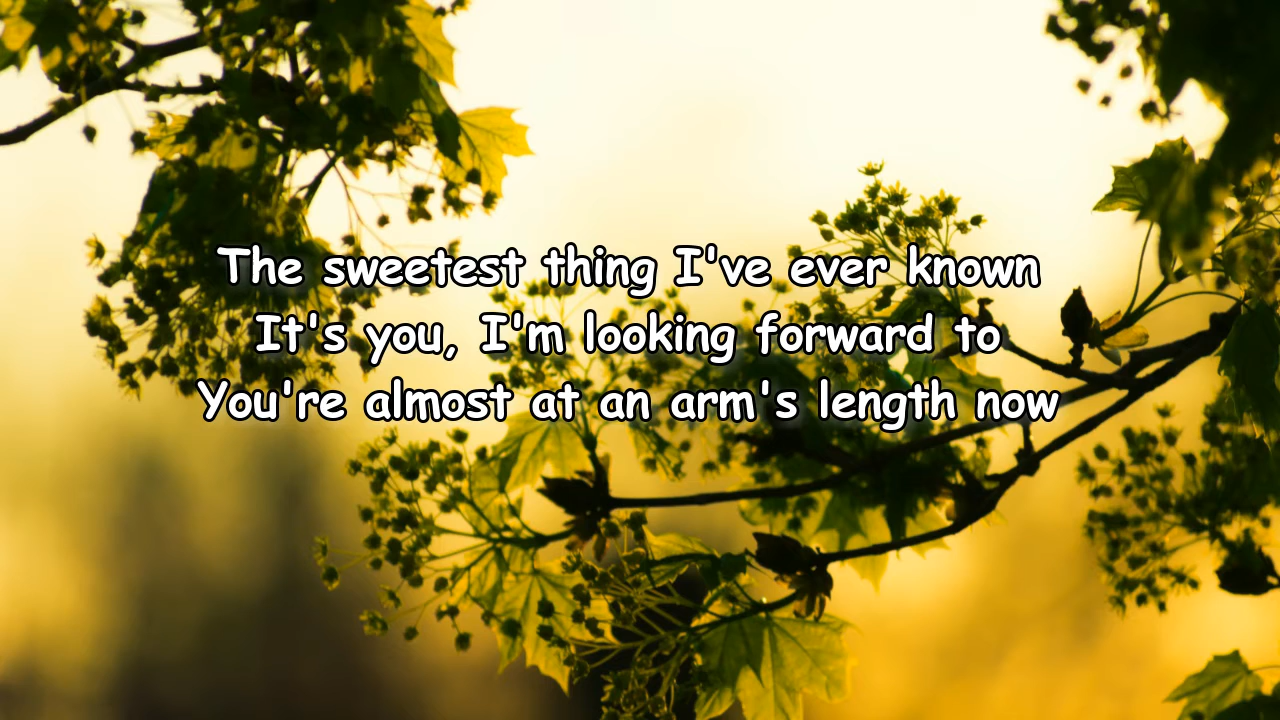 The sweetest thing I've ever known
It's you, I'm looking forward to
You're almost at an arm's length now